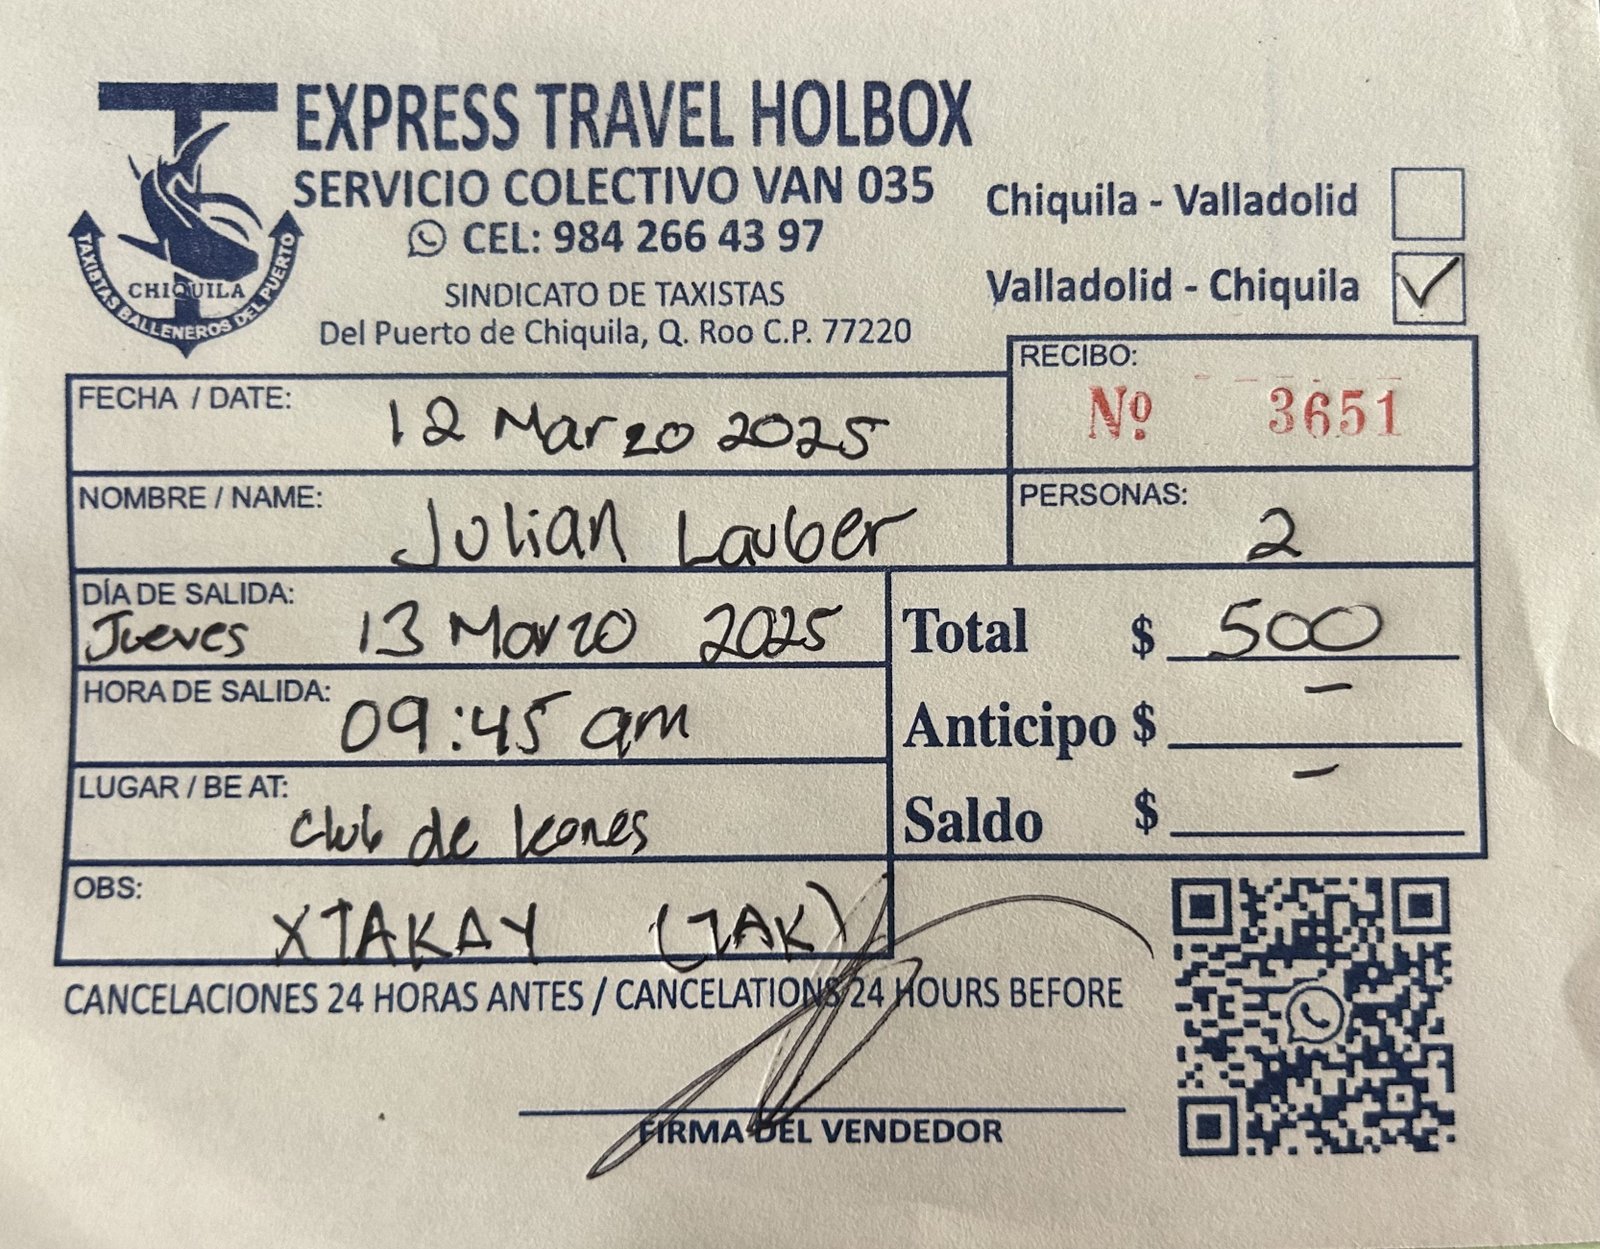 EXPRESS TRAVEL HOLBOX
SERVICIO COLECTIVO VAN 035
CEL: 984 266 43 97
SINDICATO DE TAXISTAS
Del Puerto de Chiquila, Q. Roo C.P. 77220
CHIQUILA
TAXISTAS BALLENEROS DEL PUERTO
Chiquila - Valladolid
Valladolid - Chiquila ✓
RECIBO:
Nº 3651
FECHA / DATE: 12 Marzo 2025
NOMBRE / NAME: Julian Lauber
PERSONAS: 2
DÍA DE SALIDA:
Jueves 13 Marzo 2025
HORA DE SALIDA: 09:45 am
LUGAR / BE AT:
Club de leones
OBS:
XTAKAY (TAK)
Total $ 500
Anticipo $ -
Saldo $ -
CANCELACIONES 24 HORAS ANTES / CANCELATIONS 24 HOURS BEFORE
FIRMA DEL VENDEDOR